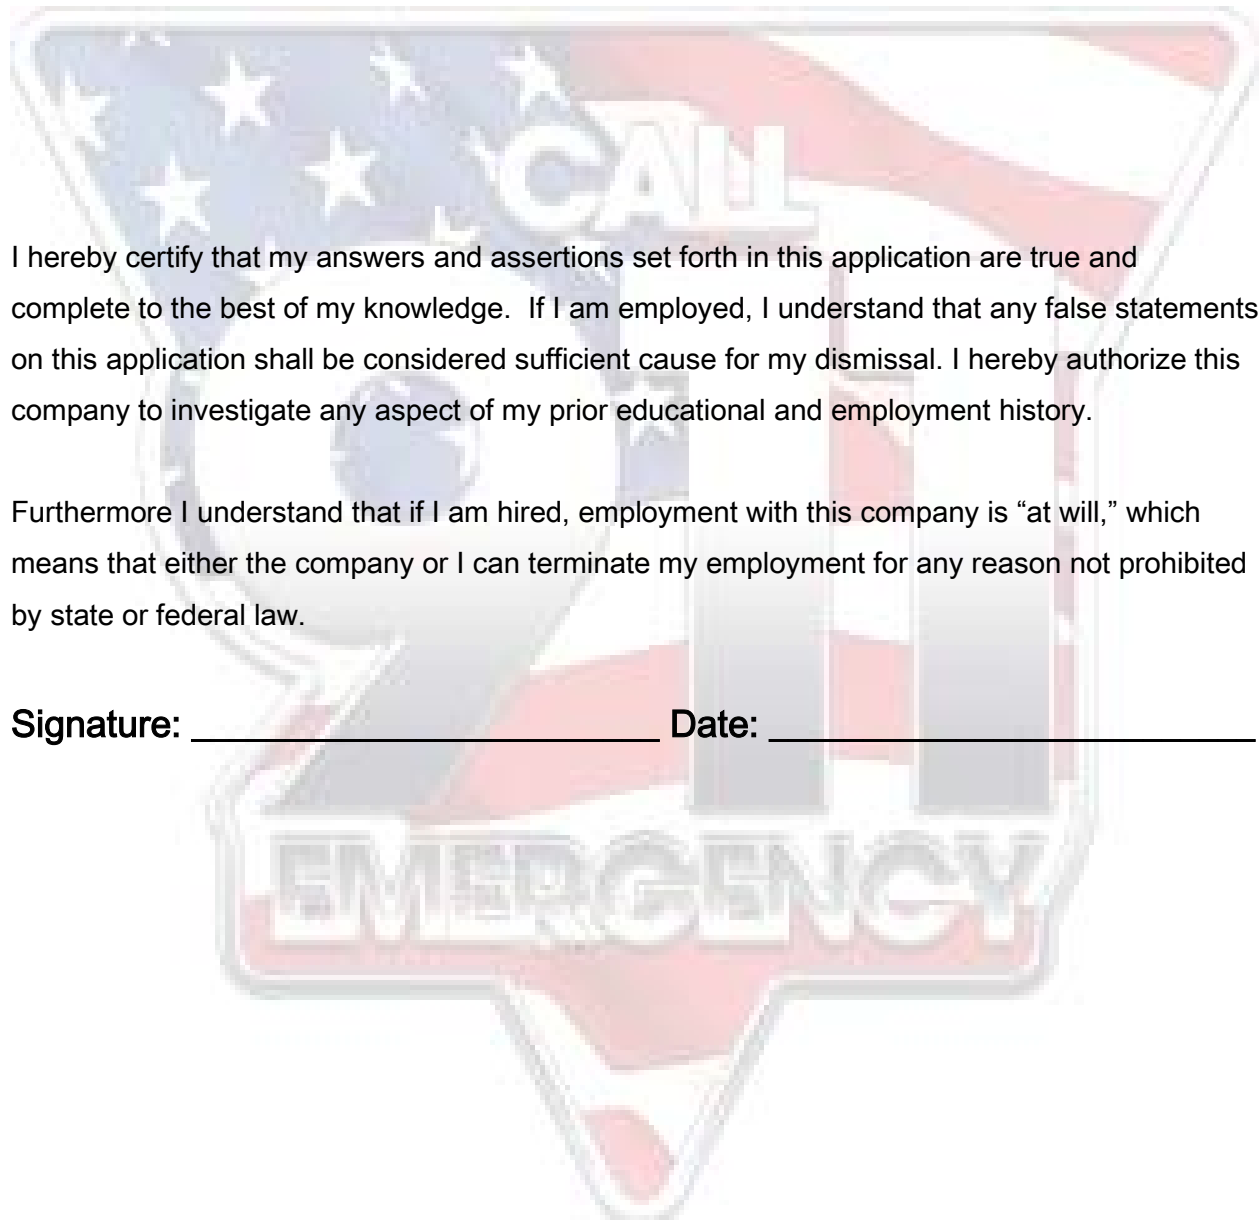 CALL
I hereby certify that my answers and assertions set forth in this application are true and
complete to the best of my knowledge.  If I am employed, I understand that any false statements
on this application shall be considered sufficient cause for my dismissal. I hereby authorize this
company to investigate any aspect of my prior educational and employment history.
Furthermore I understand that if I am hired, employment with this company is “at will,” which
means that either the company or I can terminate my employment for any reason not prohibited
by state or federal law.
911
Signature: ______________________ Date: _______________________
EMERGENCY